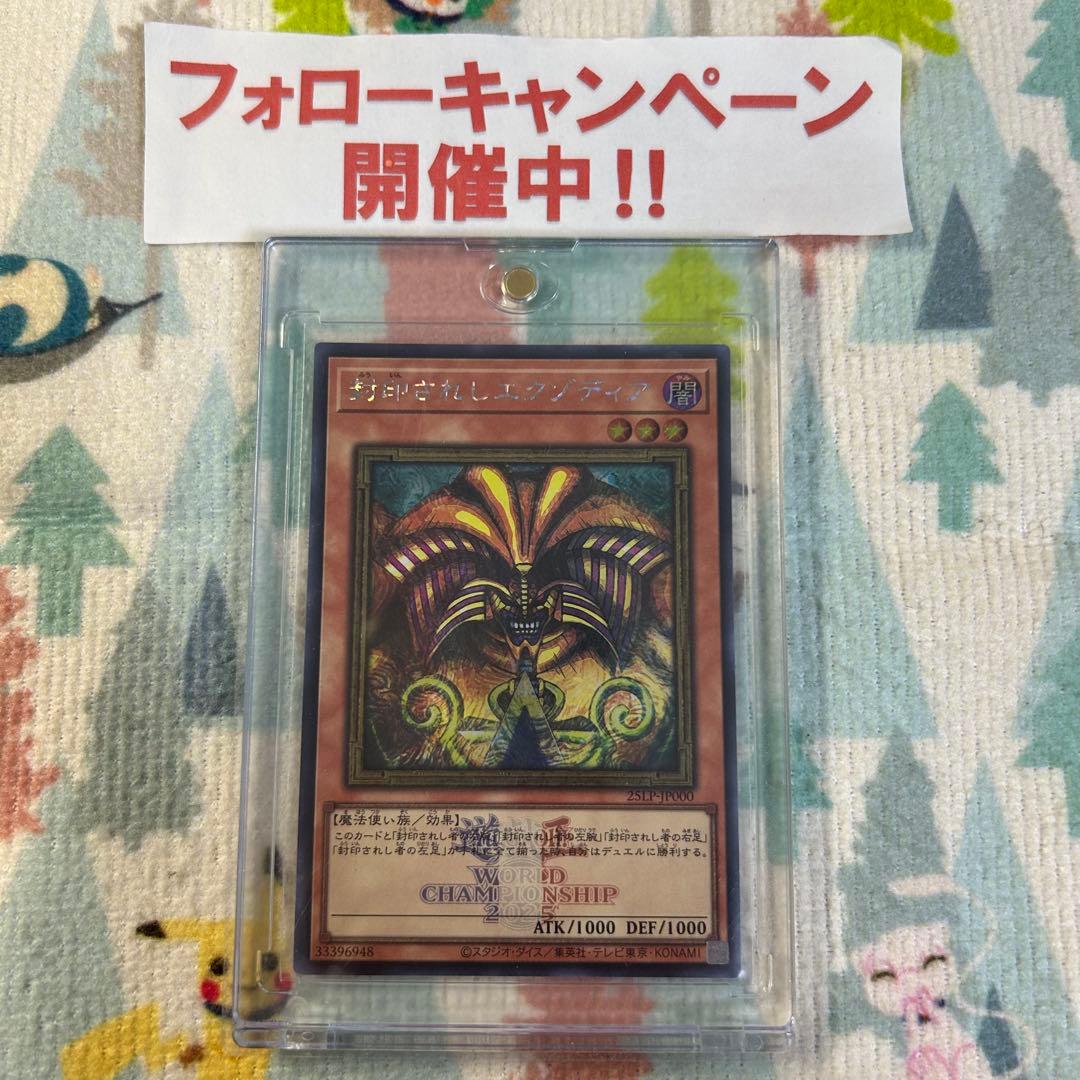 フォローキャンペーン
開催中!!
封印されしエクゾディア
闇
25LP-JP000
【魔法使い族/効果】
このカードと「封印されし者の右腕」「封印されし者の左腕」「封印されし者の右足」
「封印されし者の左足」が手札に全て揃った時、自分はデュエルに勝利する。
遊戯王
WORLD
CHAMPIONSHIP
2025
ATK/1000 DEF/1000
33396948
©スタジオ・ダイス/集英社・テレビ東京・KONAMI